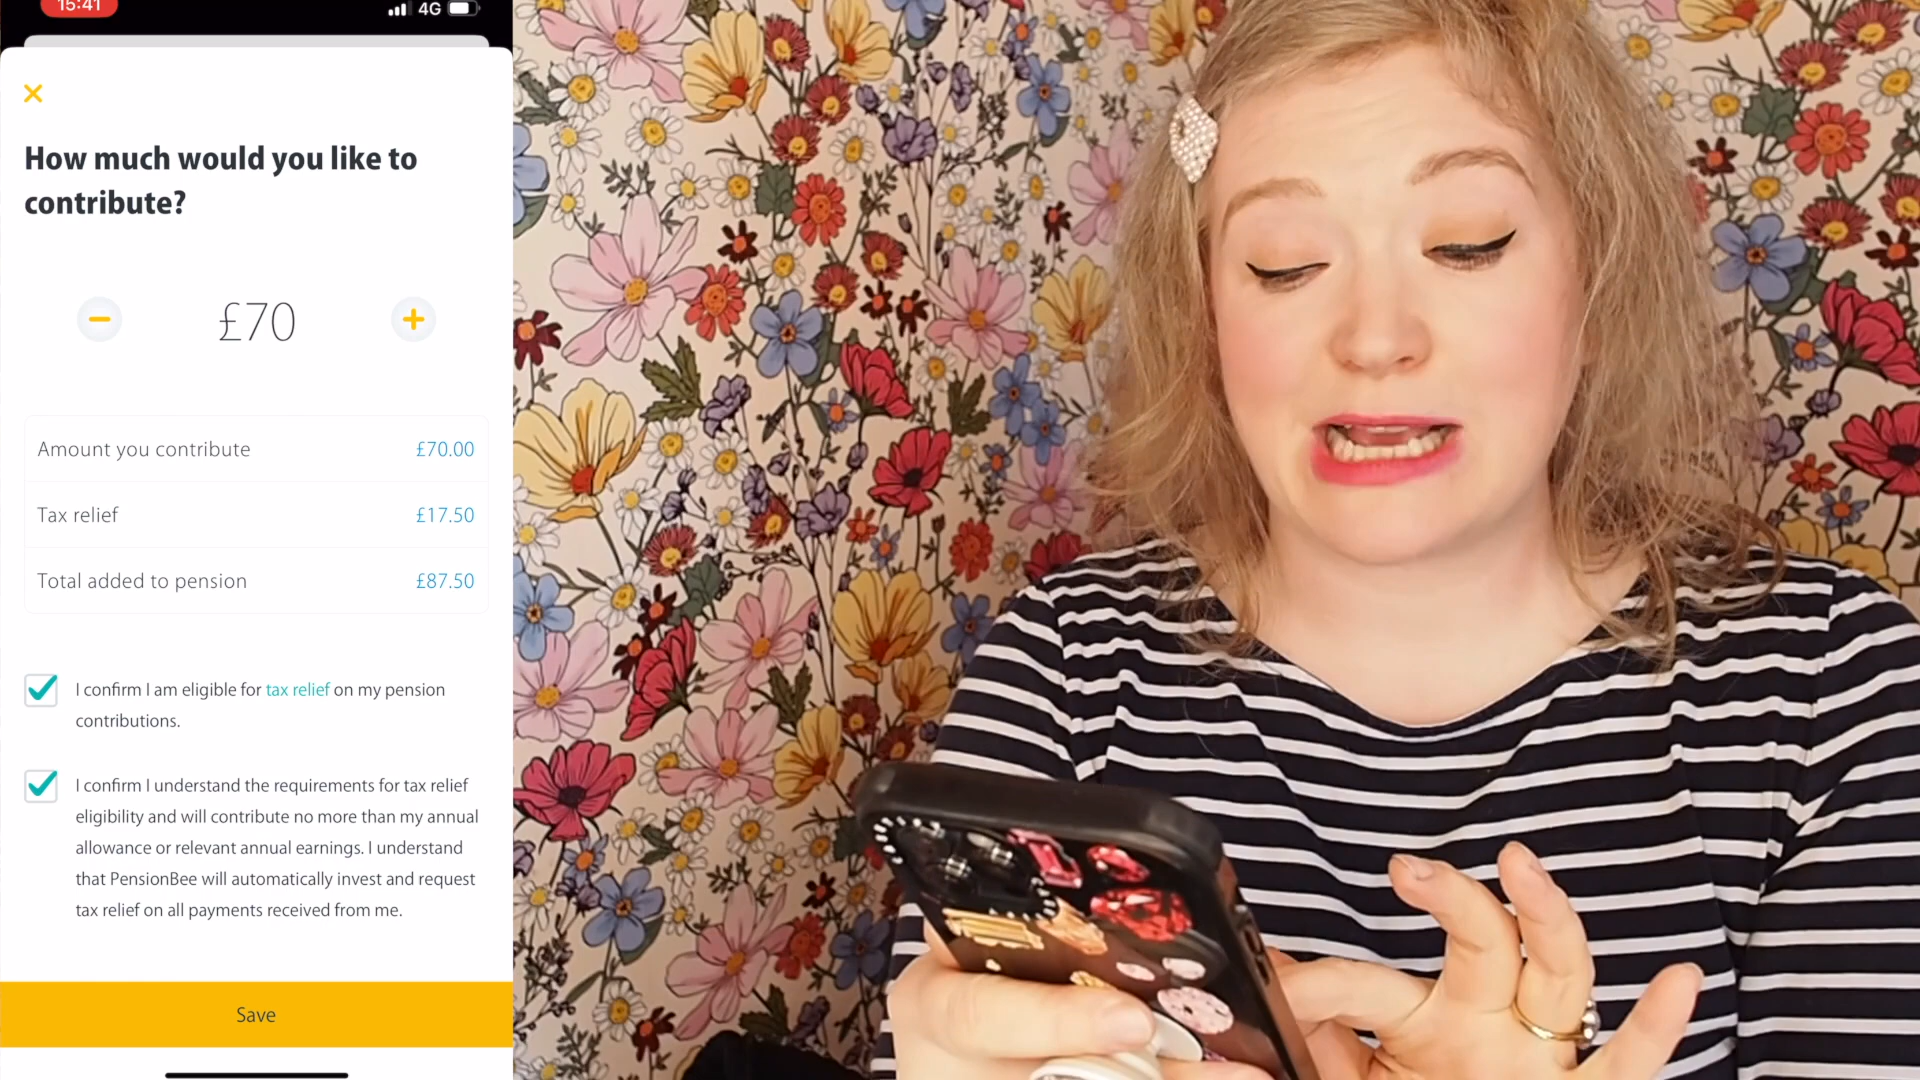 15:41
4G
How much would you like to
contribute?
£70
Amount you contribute £70.00
Tax relief £17.50
Total added to pension £87.50
I confirm I am eligible for tax relief on my pension
contributions.
I confirm I understand the requirements for tax relief
eligibility and will contribute no more than my annual
allowance or relevant annual earnings. I understand
that PensionBee will automatically invest and request
tax relief on all payments received from me.
Save